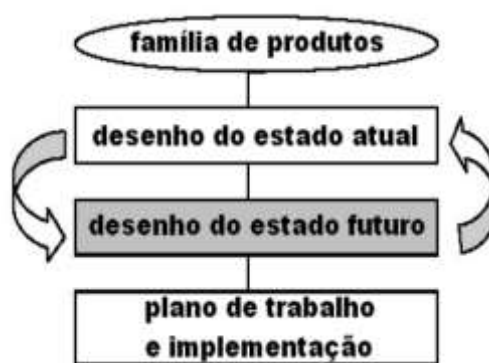 família de produtos
desenho do estado atual
desenho do estado futuro
plano de trabalho
e implementação